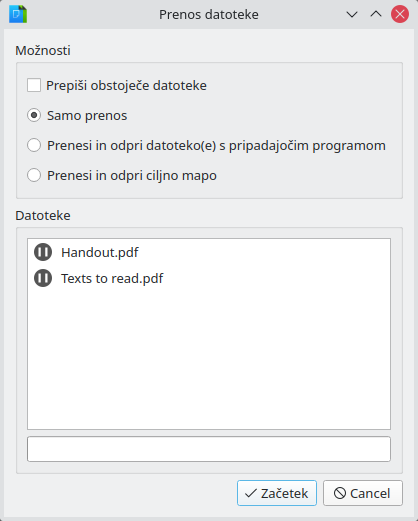 Prenos datoteke
Možnosti
Prepiši obstoječe datoteke
Samo prenos
Prenesi in odpri datoteko(e) s pripadajočim programom
Prenesi in odpri ciljno mapo
Datoteke
Handout.pdf
Texts to read.pdf
Začetek
Cancel